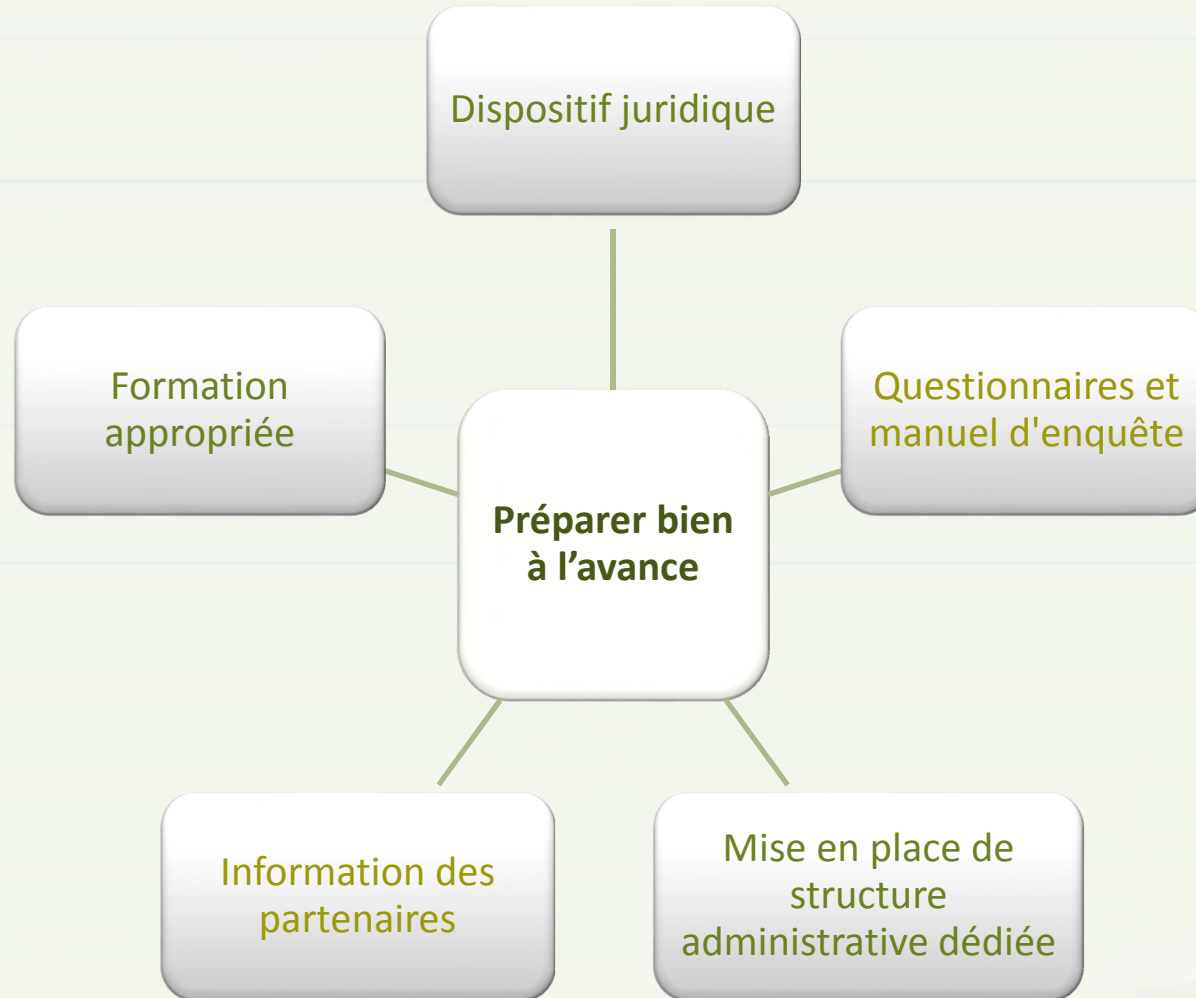 Dispositif juridique
Formation
appropriée
Questionnaires et
manuel d'enquête
Préparer bien
à l’avance
Information des
partenaires
Mise en place de
structure
administrative dédiée